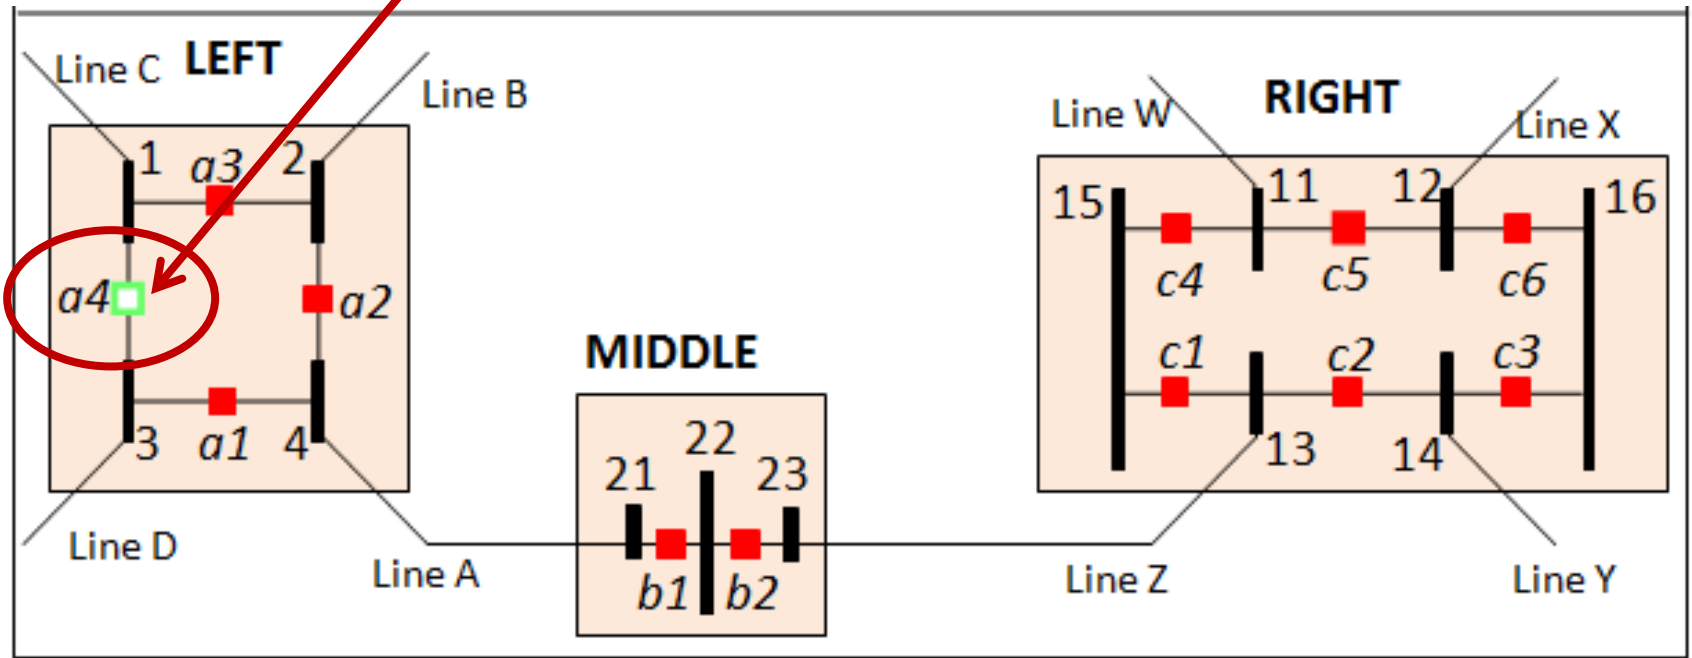 Line C
LEFT
Line B
1
a3
2
a4
a2
3
a1
4
Line D
Line A
MIDDLE
21
22
23
b1
b2
RIGHT
Line W
Line X
15
11
12
16
c4
c5
c6
c1
c2
c3
13
14
Line Z
Line Y